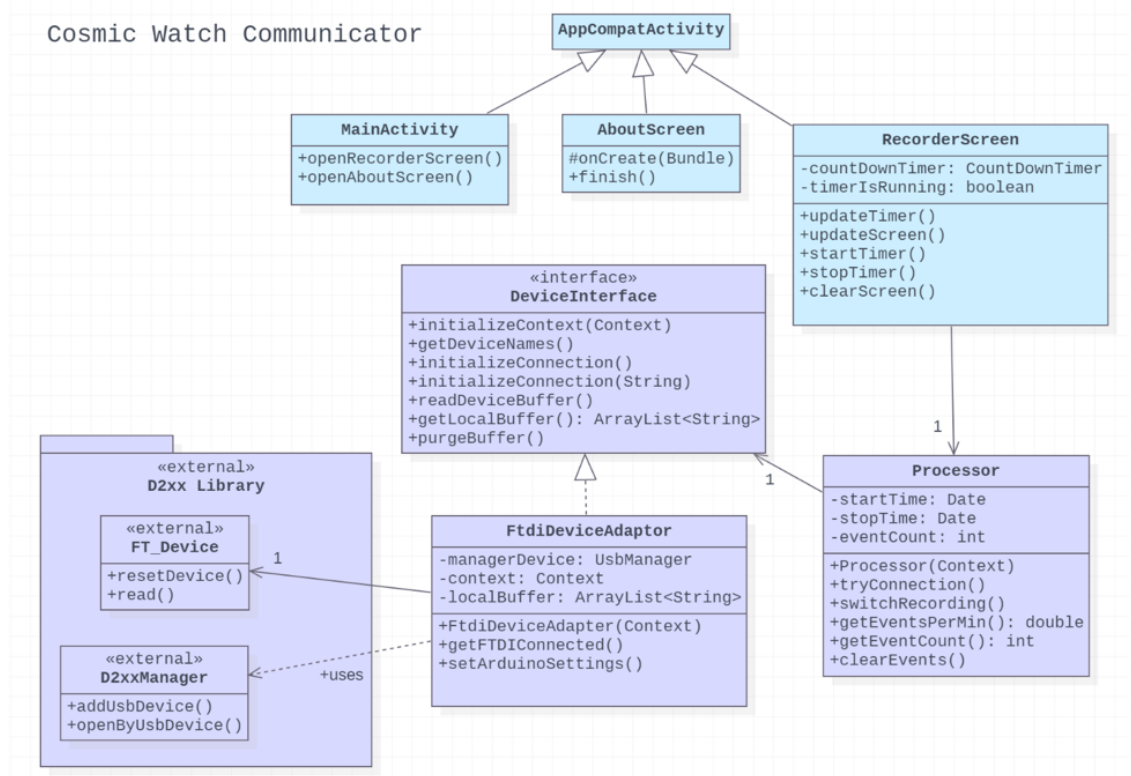 Cosmic Watch Communicator
AppCompatActivity
MainActivity
+openRecorderScreen()
+openAboutScreen()
AboutScreen
#onCreate(Bundle)
+finish()
RecorderScreen
-countDownTimer: CountDownTimer
-timerIsRunning: boolean
+updateTimer()
+updateScreen()
+startTimer()
+stopTimer()
+clearScreen()
«interface»
DeviceInterface
+initializeContext(Context)
+getDeviceNames()
+initializeConnection()
+initializeConnection(String)
+readDeviceBuffer()
+getLocalBuffer(): ArrayList<String>
+purgeBuffer()
1
1
Processor
-startTime: Date
-stopTime: Date
-eventCount: int
+Processor(Context)
+tryConnection()
+switchRecording()
+getEventsPerMin(): double
+getEventCount(): int
+clearEvents()
«external»
D2xx Library
«external»
FT_Device
+resetDevice()
+read()
1
«external»
D2xxManager
+addUsbDevice()
+openByUsbDevice()
+uses
FtdiDeviceAdaptor
-managerDevice: UsbManager
-context: Context
-localBuffer: ArrayList<String>
+FtdiDeviceAdapter(Context)
+getFTDIConnected()
+setArduinoSettings()